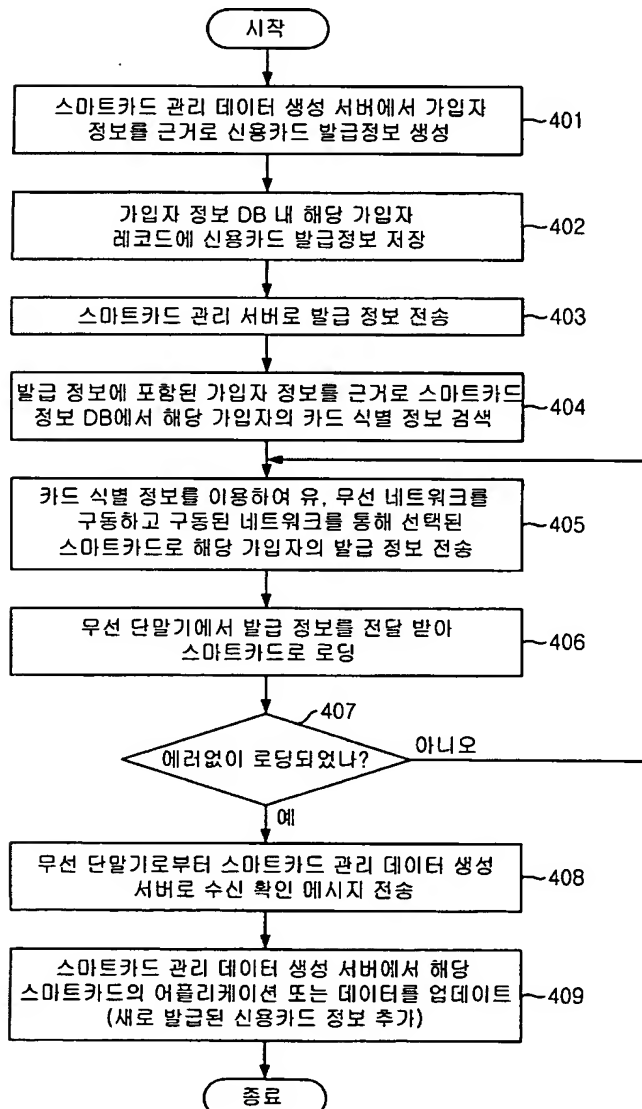 시작
스마트카드 관리 데이터 생성 서버에서 가입자
정보를 근거로 신용카드 발급정보 생성
401
가입자 정보 DB 내 해당 가입자
레코드에 신용카드 발급정보 저장
402
스마트카드 관리 서버로 발급 정보 전송
403
발급 정보에 포함된 가입자 정보를 근거로 스마트카드
정보 DB에서 해당 가입자의 카드 식별 정보 검색
404
카드 식별 정보를 이용하여 유, 무선 네트워크를
구동하고 구동된 네트워크를 통해 선택된
스마트카드로 해당 가입자의 발급 정보 전송
405
무선 단말기에서 발급 정보를 전달 받아
스마트카드로 로딩
406
407
에러없이 로딩되었나?
아니오
예
무선 단말기로부터 스마트카드 관리 데이터 생성
서버로 수신 확인 메시지 전송
408
스마트카드 관리 데이터 생성 서버에서 해당
스마트카드의 어플리케이션 또는 데이터를 업데이트
(새로 발급된 신용카드 정보 추가)
409
종료